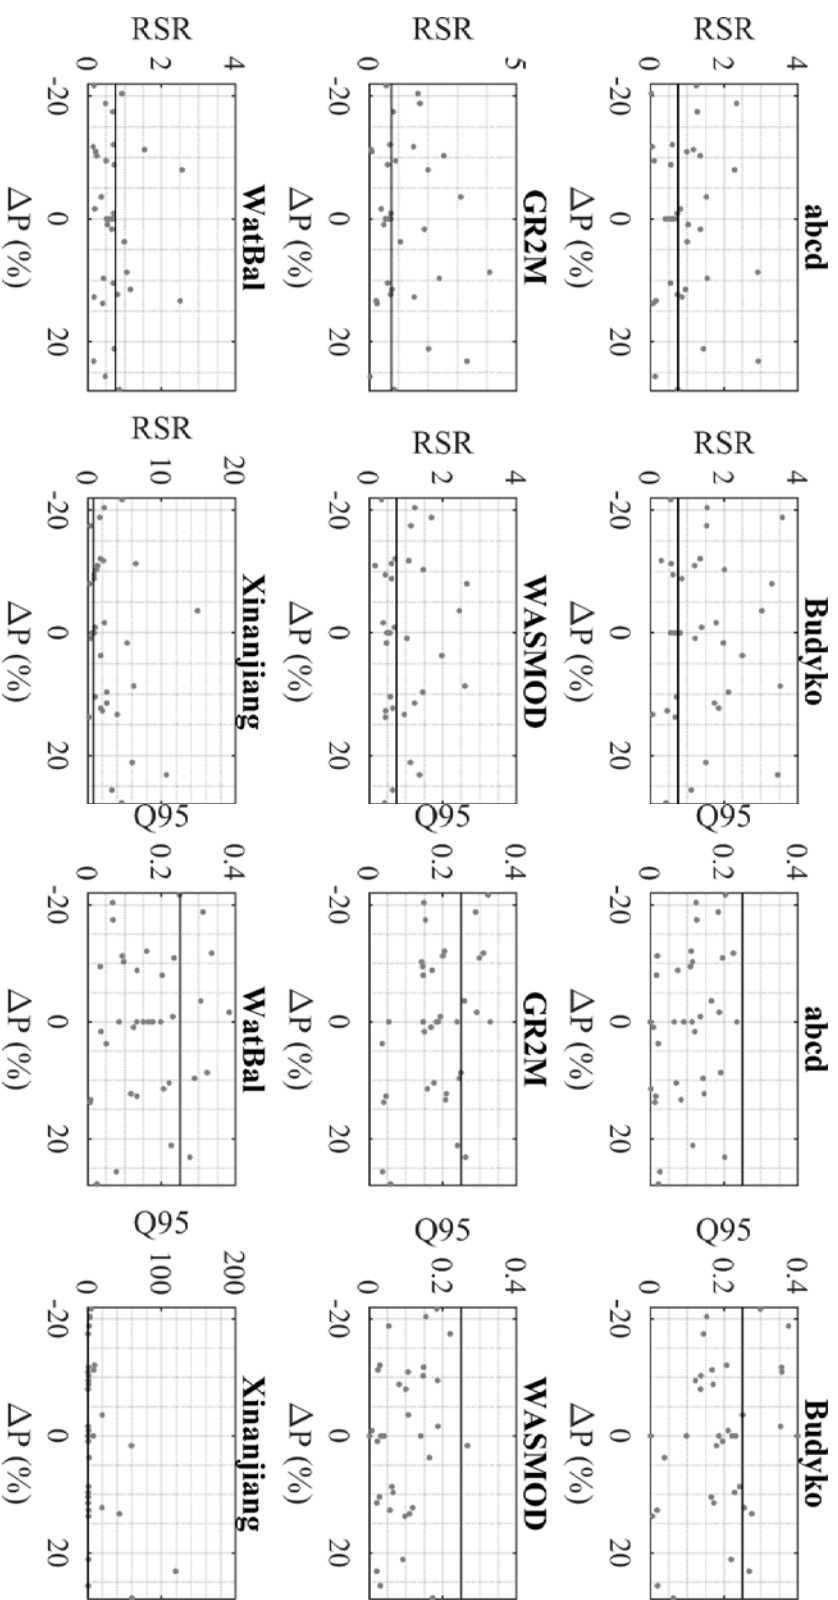 abcd
RSR
4
2
0
-20 0 20
ΔP (%)
Budyko
RSR
4
2
0
-20 0 20
ΔP (%)
abcd
Q95
0.4
0.2
0
-20 0 20
ΔP (%)
Budyko
Q95
0.4
0.2
0
-20 0 20
ΔP (%)
GR2M
RSR
5
0
-20 0 20
ΔP (%)
WASMOD
RSR
4
2
0
-20 0 20
ΔP (%)
GR2M
Q95
0.4
0.2
0
-20 0 20
ΔP (%)
WASMOD
Q95
0.4
0.2
0
-20 0 20
ΔP (%)
WatBal
RSR
4
2
0
-20 0 20
ΔP (%)
Xinanjiang
RSR
20
10
0
-20 0 20
ΔP (%)
WatBal
Q95
0.4
0.2
0
-20 0 20
ΔP (%)
Xinanjiang
Q95
200
100
0
-20 0 20
ΔP (%)